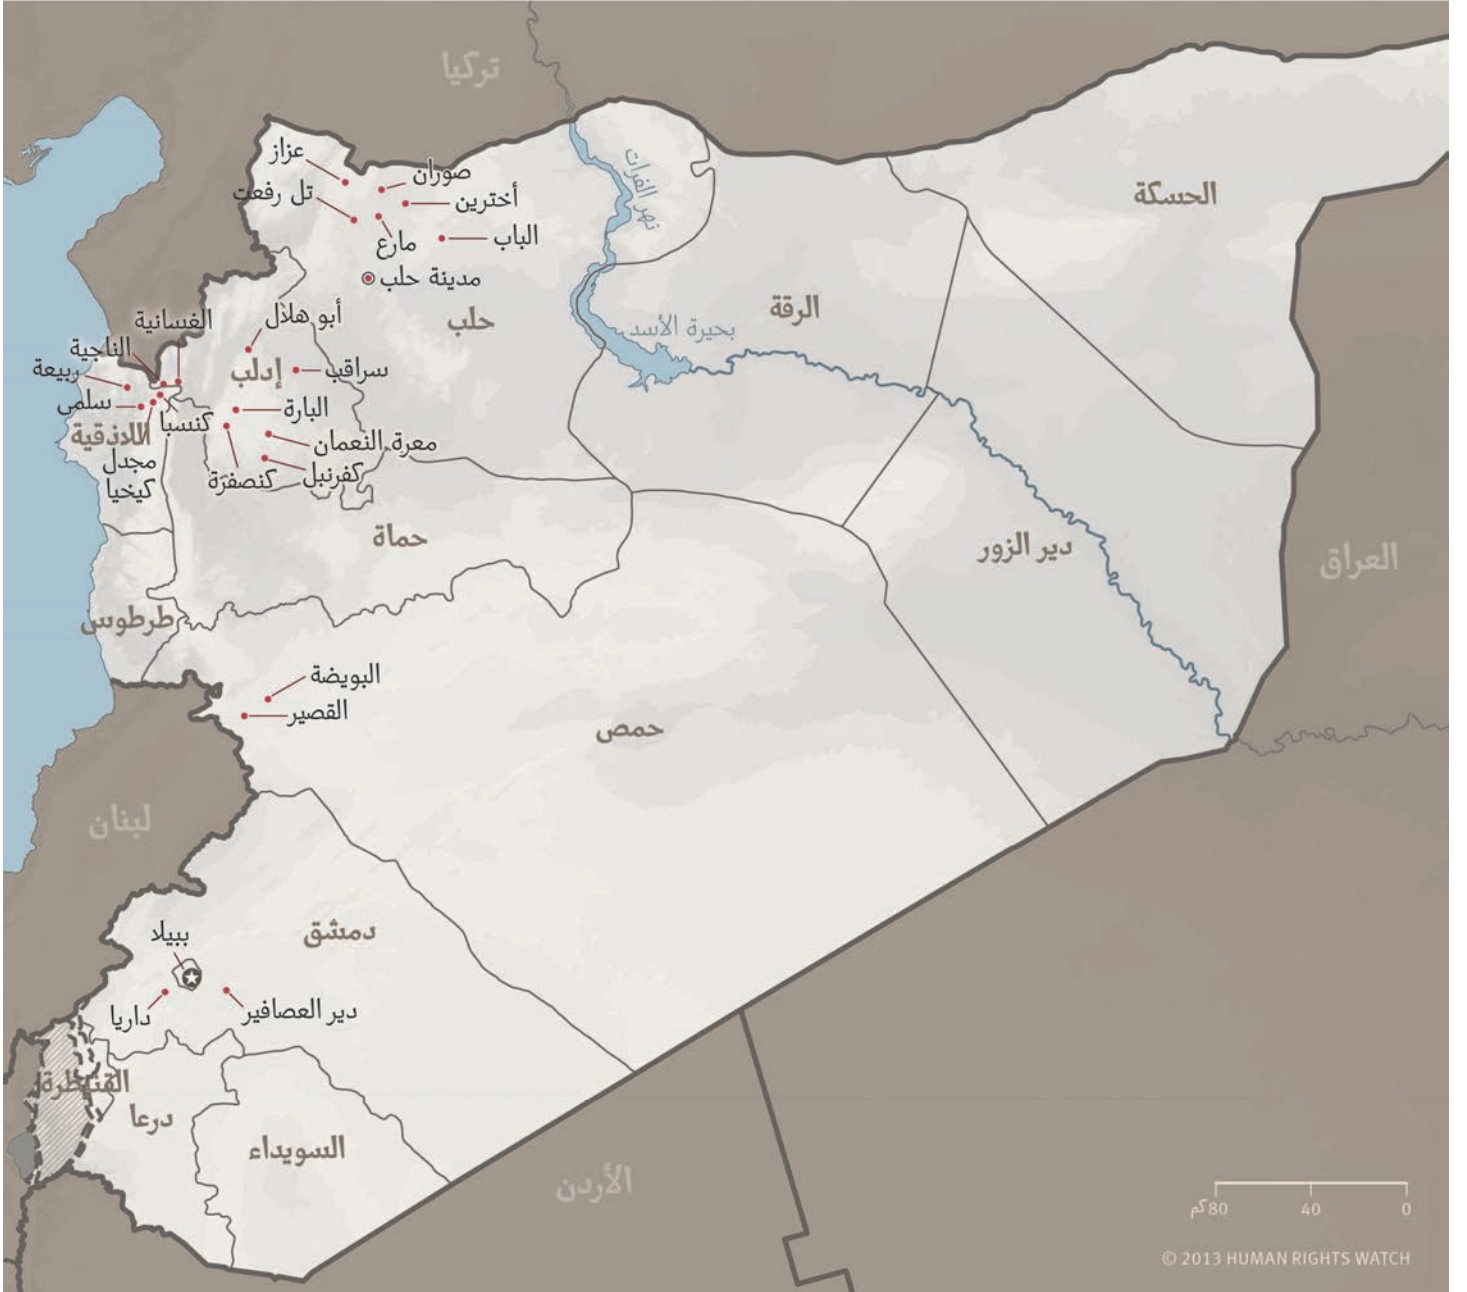 تركيا
عزاز
صوران
تل رفعت
أخترين
مارع
الباب
مدينة حلب
نهر الفرات
الحسكة
الرقة
بحيرة الأسد
حلب
أبو هلال
الغسانية
الناجية
ربيعة
إدلب
سراقب
سلمى
كنسبا
البارة
اللاذقية
معرة النعمان
مجدل
كيخيا
كنصفرة
كفرنبل
حماة
دير الزور
العراق
طرطوس
البويضة
القصير
حمص
لبنان
دمشق
ببيلا
داريا
دير العصافير
القنيطرة
درعا
السويداء
الأردن
80كم 40 0
© 2013 HUMAN RIGHTS WATCH